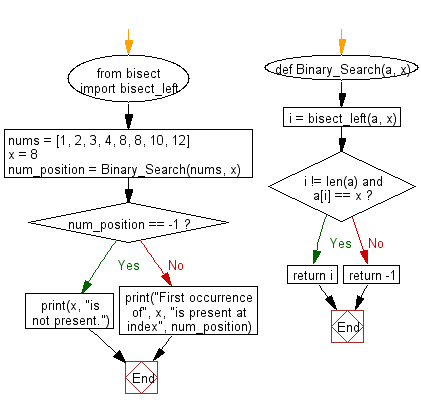 from bisect
import bisect_left
nums = [1, 2, 3, 4, 8, 8, 10, 12]
x = 8
num_position = Binary_Search(nums, x)
num_position == -1 ?
Yes
No
print(x, "is
not present.")
print("First occurrence
of", x, "is present at
index", num_position)
End
def Binary_Search(a, x)
i = bisect_left(a, x)
i != len(a) and
a[i] == x ?
Yes
No
return i
return -1
End